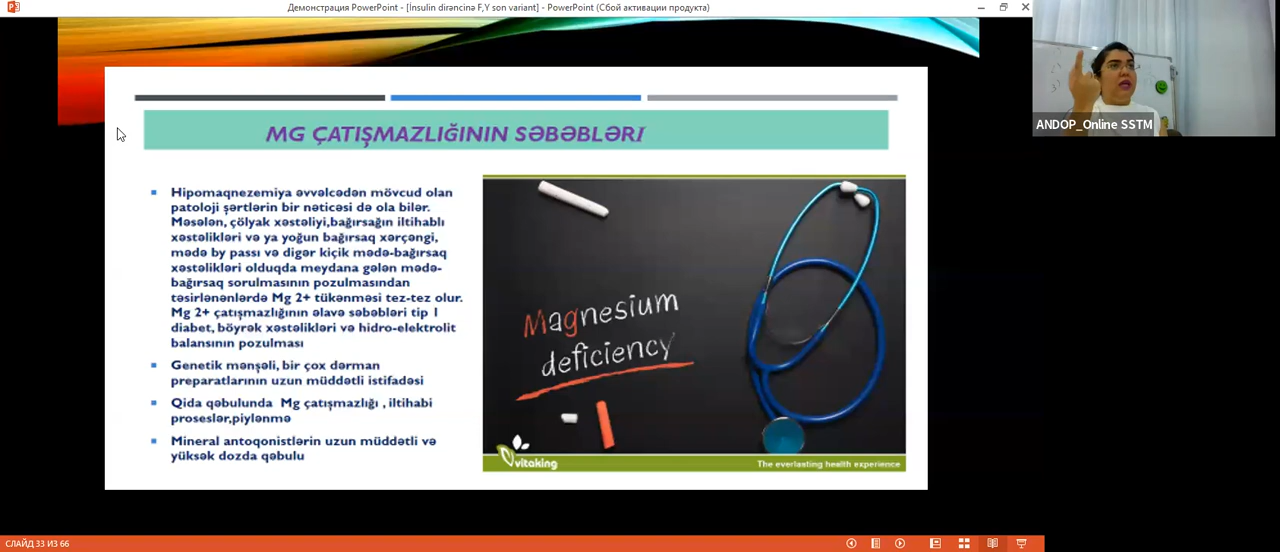 Демонстрация PowerPoint - [İnsulin dirəncinə F,Y son variant] - PowerPoint (Сбой активации продукта)
ANDOP_Online SSTM
MG ÇATIŞMAZLIĞININ SƏBƏBLƏRI
Hipomaqnezemiya əvvəlcədən mövcud olan
patoloji şərtlərin bir nəticəsi də ola bilər.
Məsələn, çölyak xəstəliyi,bağırsağın iltihablı
xəstəlikləri və ya yoğun bağırsaq xərçəngi,
mədə by passı və digər kiçik mədə-bağırsaq
xəstəlikləri olduqda meydana gələn mədə-
bağırsaq sorulmasının pozulmasından
təsirlənənlərdə Mg 2+ tükənməsi tez-tez olur.
Mg 2+ çatışmazlığının əlavə səbəbləri tip 1
diabet, böyrək xəstəlikləri və hidro-elektrolit
balansının pozulması
Genetik mənşəli, bir çox dərman
preparatlarının uzun müddətli istifadəsi
Qida qəbulunda Mg çatışmazlığı , iltihabi
proseslər,piylənmə
Mineral antoqonistlərin uzun müddətli və
yüksək dozda qəbulu
Magnesium
deficiency
vitaking
The everlasting health experience
СЛАЙД 33 ИЗ 66